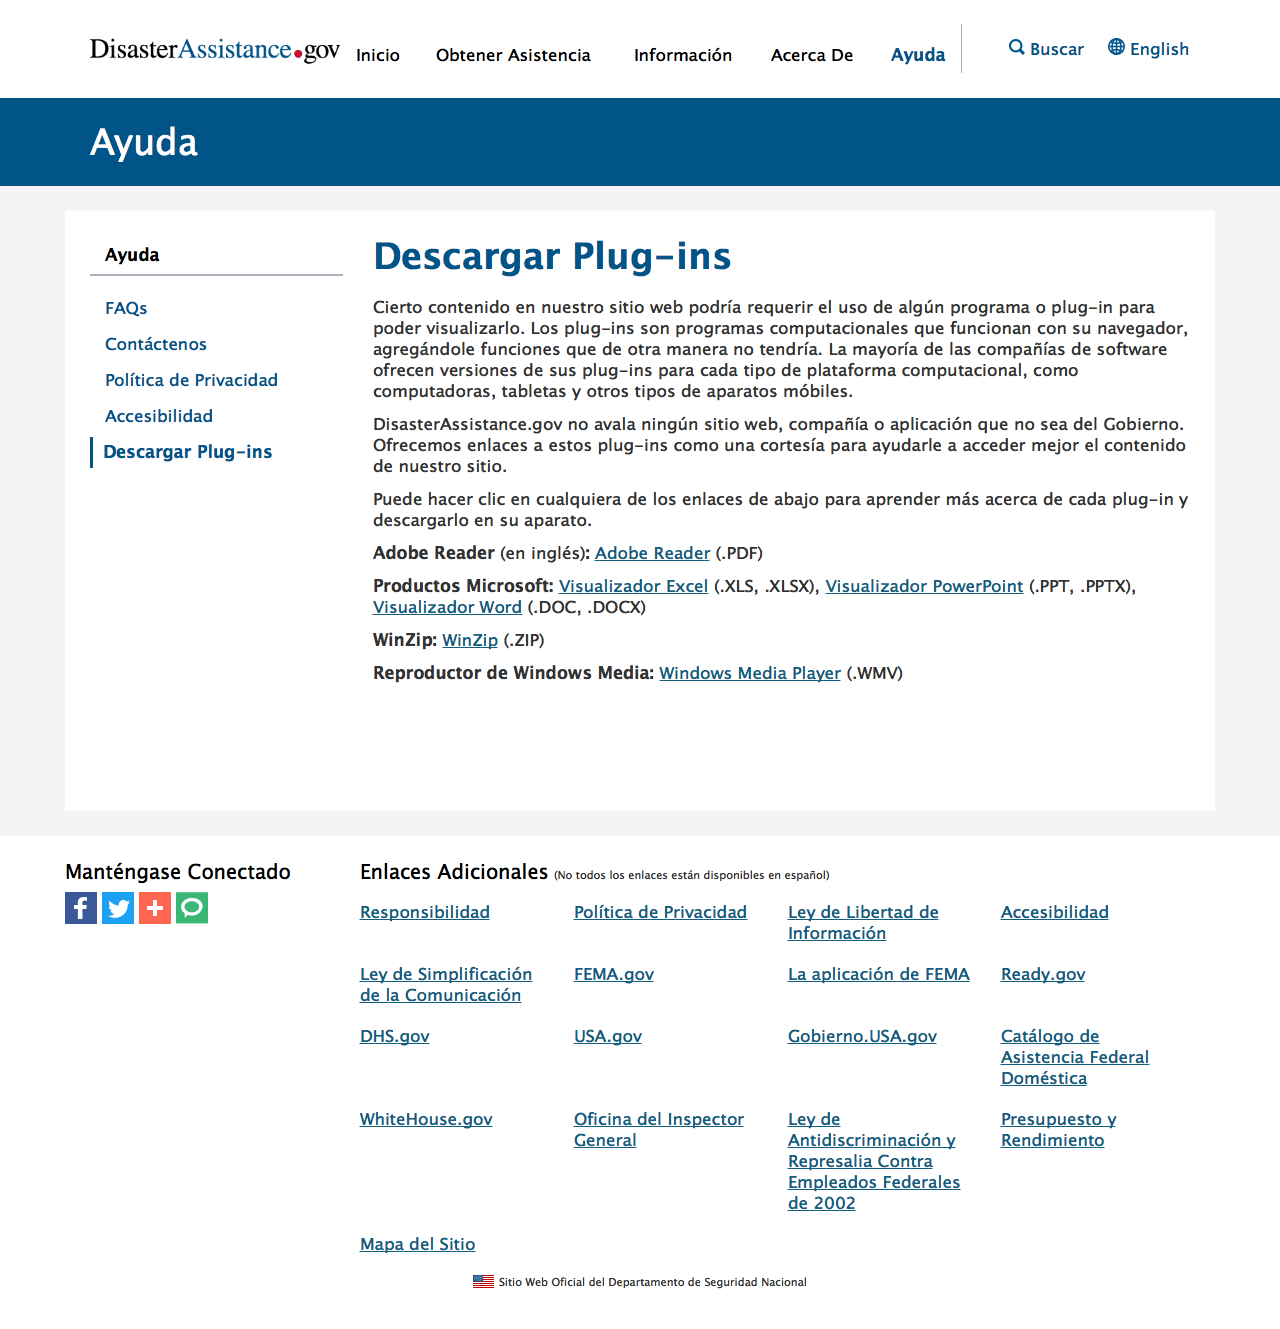 DisasterAssistance.gov
Inicio
Obtener Asistencia
Información
Acerca De
Ayuda
Buscar
English
Ayuda
Ayuda
FAQs
Contáctenos
Política de Privacidad
Accesibilidad
Descargar Plug-ins
Descargar Plug-ins
Cierto contenido en nuestro sitio web podría requerir el uso de algún programa o plug-in para
poder visualizarlo. Los plug-ins son programas computacionales que funcionan con su navegador,
agregándole funciones que de otra manera no tendría. La mayoría de las compañías de software
ofrecen versiones de sus plug-ins para cada tipo de plataforma computacional, como
computadoras, tabletas y otros tipos de aparatos móbiles.
DisasterAssistance.gov no avala ningún sitio web, compañía o aplicación que no sea del Gobierno.
Ofrecemos enlaces a estos plug-ins como una cortesía para ayudarle a acceder mejor el contenido
de nuestro sitio.
Puede hacer clic en cualquiera de los enlaces de abajo para aprender más acerca de cada plug-in y
descargarlo en su aparato.
Adobe Reader (en inglés): Adobe Reader (.PDF)
Productos Microsoft: Visualizador Excel (.XLS, .XLSX), Visualizador PowerPoint (.PPT, .PPTX),
Visualizador Word (.DOC, .DOCX)
WinZip: WinZip (.ZIP)
Reproductor de Windows Media: Windows Media Player (.WMV)
Manténgase Conectado
Enlaces Adicionales (No todos los enlaces están disponibles en español)
Responsibilidad
Política de Privacidad
Ley de Libertad de
Información
Accesibilidad
Ley de Simplificación
de la Comunicación
FEMA.gov
La aplicación de FEMA
Ready.gov
DHS.gov
USA.gov
Gobierno.USA.gov
Catálogo de
Asistencia Federal
Doméstica
WhiteHouse.gov
Oficina del Inspector
General
Ley de
Antidiscriminación y
Represalia Contra
Empleados Federales
de 2002
Presupuesto y
Rendimiento
Mapa del Sitio
Sitio Web Oficial del Departamento de Seguridad Nacional